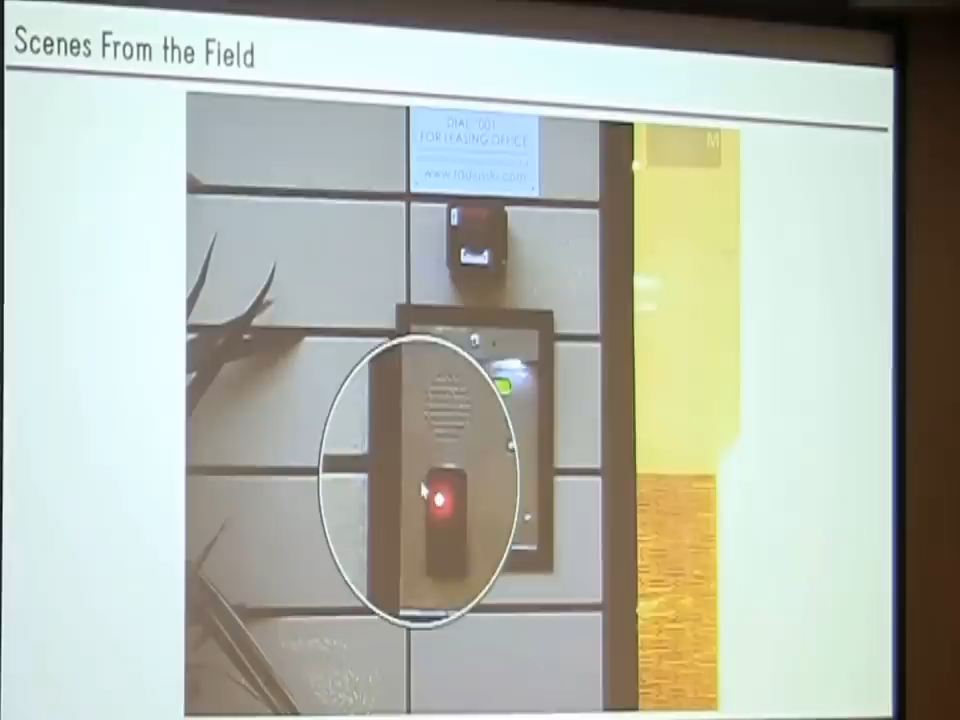 Scenes From the Field
DIAL '001'
FOR LEASING OFFICE
M